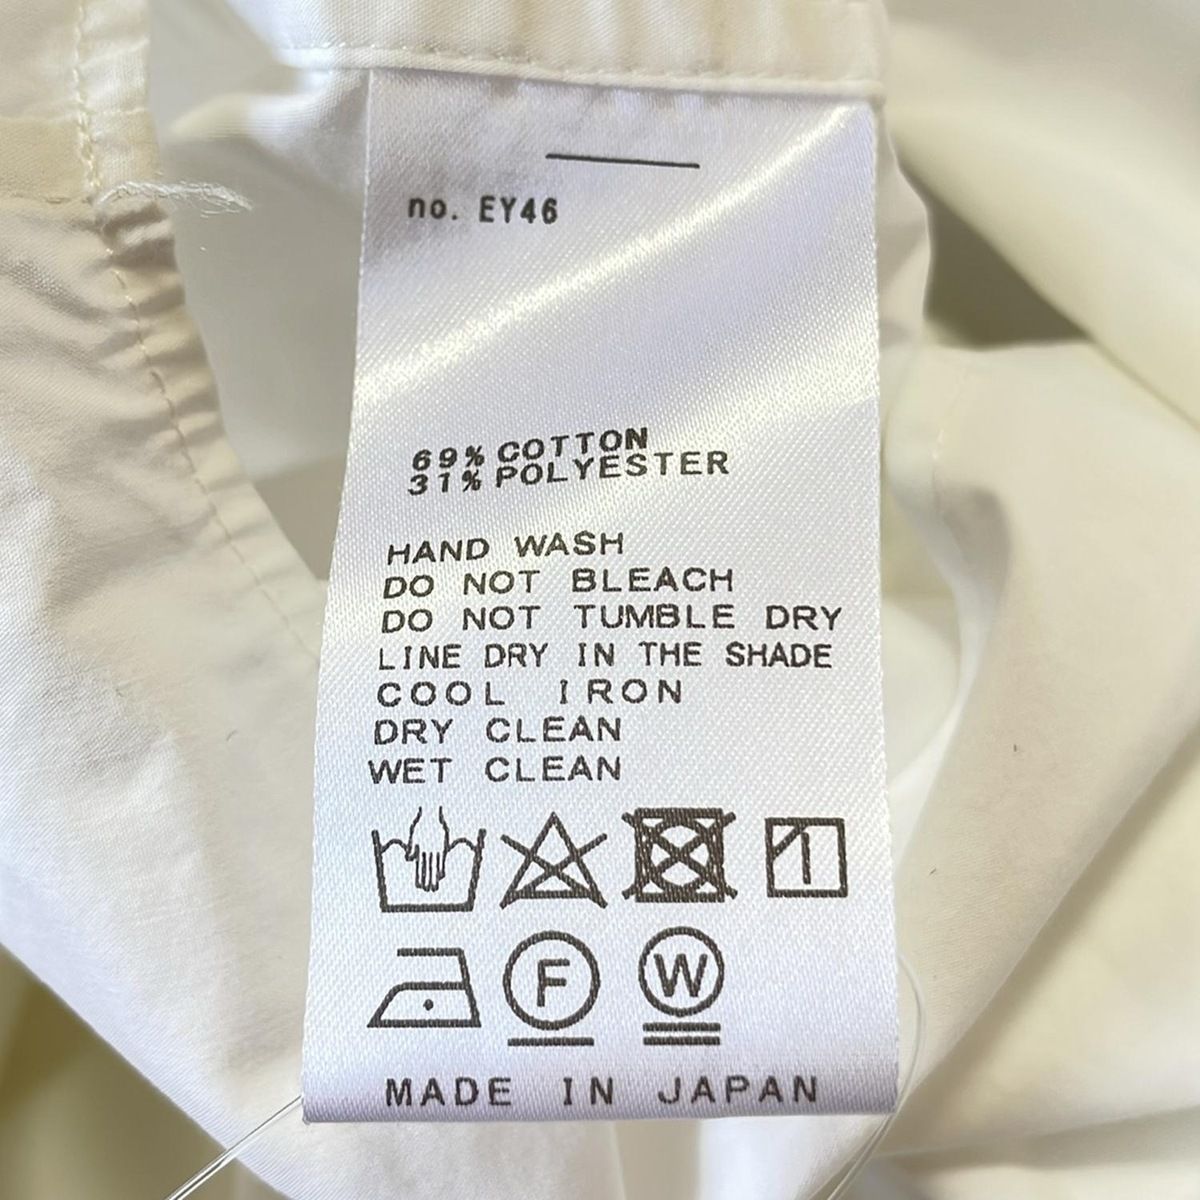 no. EY46
69% COTTON
31% POLYESTER
HAND WASH
DO NOT BLEACH
DO NOT TUMBLE DRY
LINE DRY IN THE SHADE
COOL IRON
DRY CLEAN
WET CLEAN
F W
MADE IN JAPAN